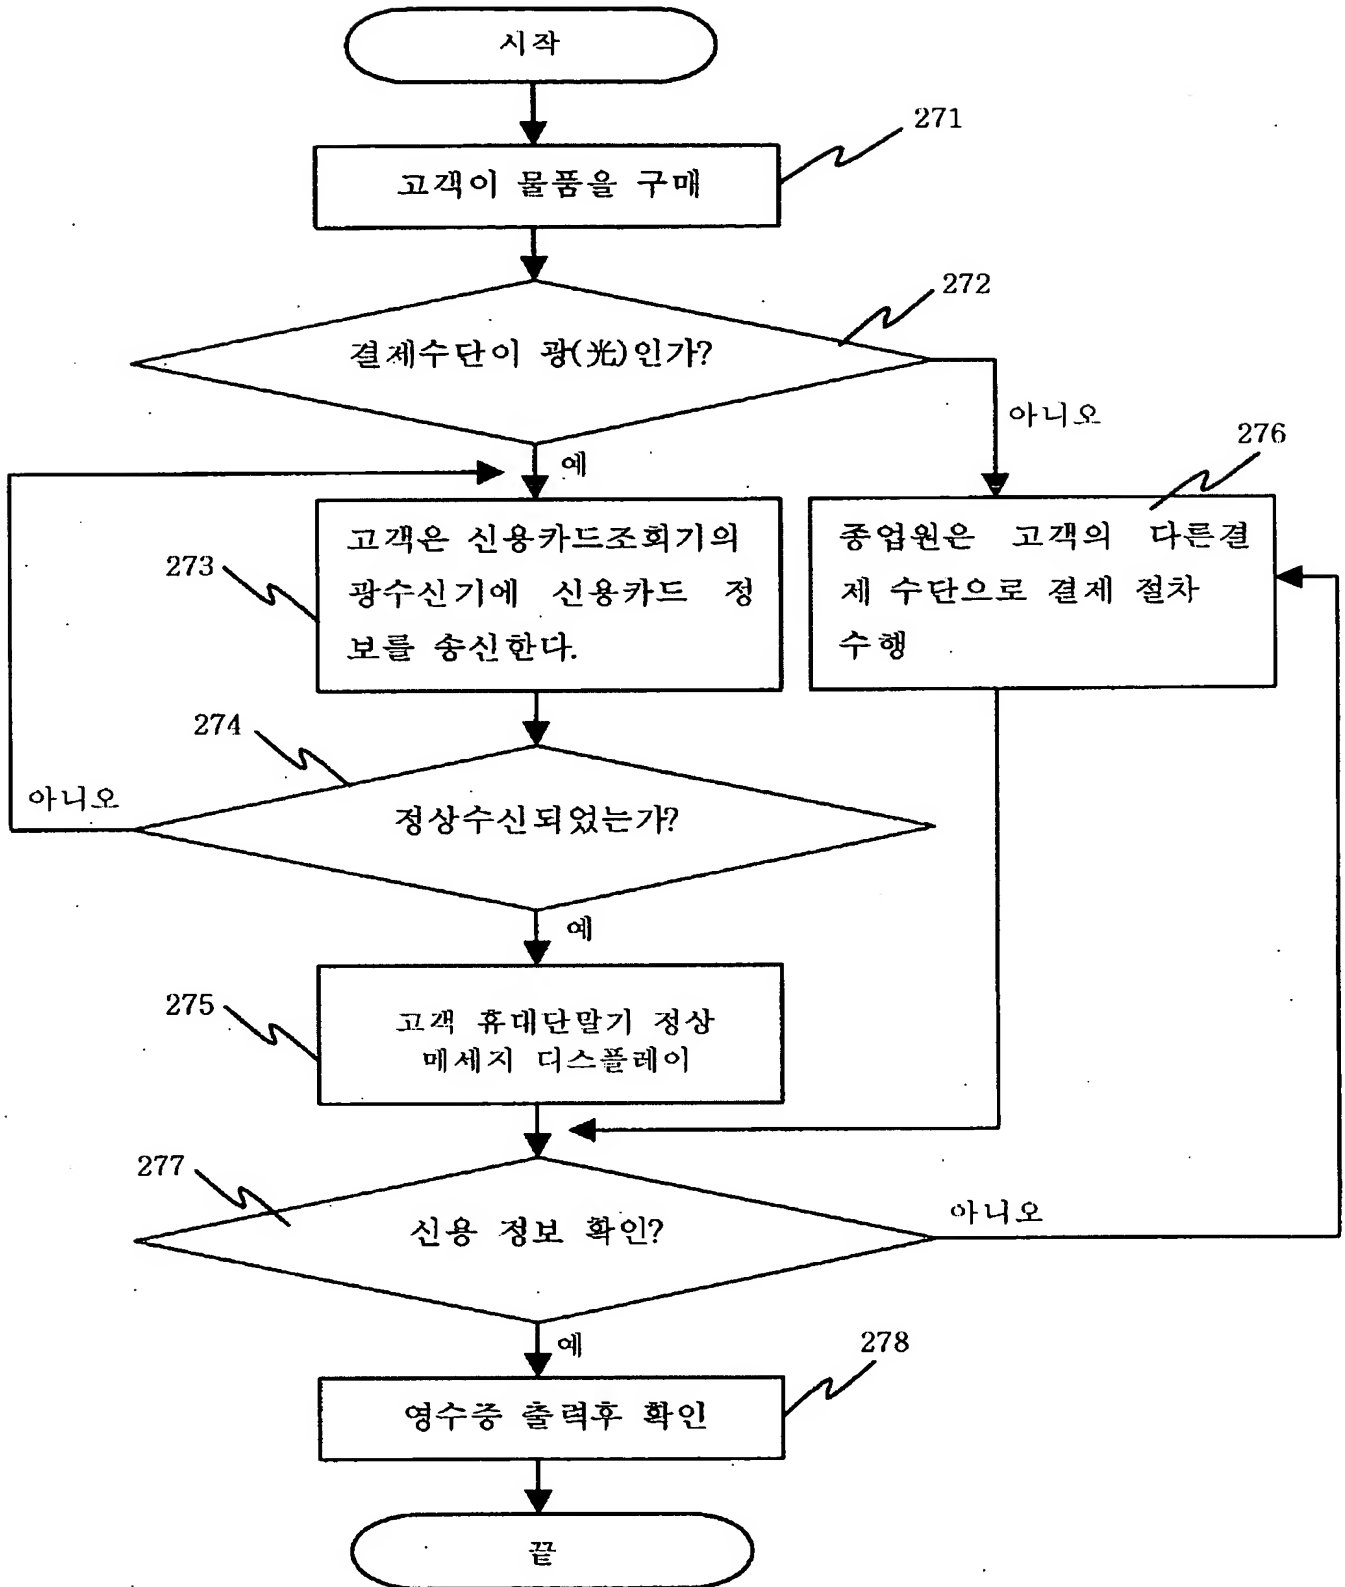 시작
271
고객이 물품을 구매
272
결제수단이 광(光)인가?
아니오
예
276
273
고객은 신용카드조회기의
광수신기에 신용카드 정
보를 송신한다.
종업원은 고객의 다른결
제 수단으로 결제 절차
수행
274
아니오
정상수신되었는가?
예
275
고객 휴대단말기 정상
메세지 디스플레이
277
신용 정보 확인?
아니오
예
278
영수증 출력후 확인
끝